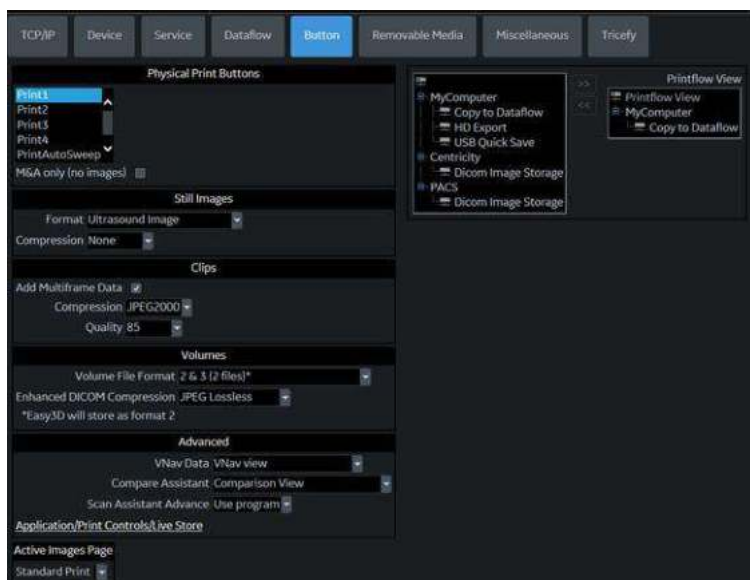 TCP/IP Device Service Dataflow Button Removable Media Miscellaneous Tricefy
Physical Print Buttons
Print1
Print2
Print3
Print4
PrintAutoSweep
M&A only (no images)
Still Images
Format Ultrasound Image
Compression None
Clips
Add Multiframe Data
Compression JPEG2000
Quality 85
Volumes
Volume File Format 2 & 3 (2 files)*
Enhanced DICOM Compression JPEG Lossless
*Easy3D will store as format 2
Advanced
VNav Data VNav view
Compare Assistant Comparison View
Scan Assistant Advance Use program
Application/Print Controls/Live Store
Active Images Page
Standard Print
MyComputer
Copy to Dataflow
HD Export
USB Quick Save
Centricity
Dicom Image Storage
PACS
Dicom Image Storage
>>
<<
Printflow View
Printflow View
MyComputer
Copy to Dataflow